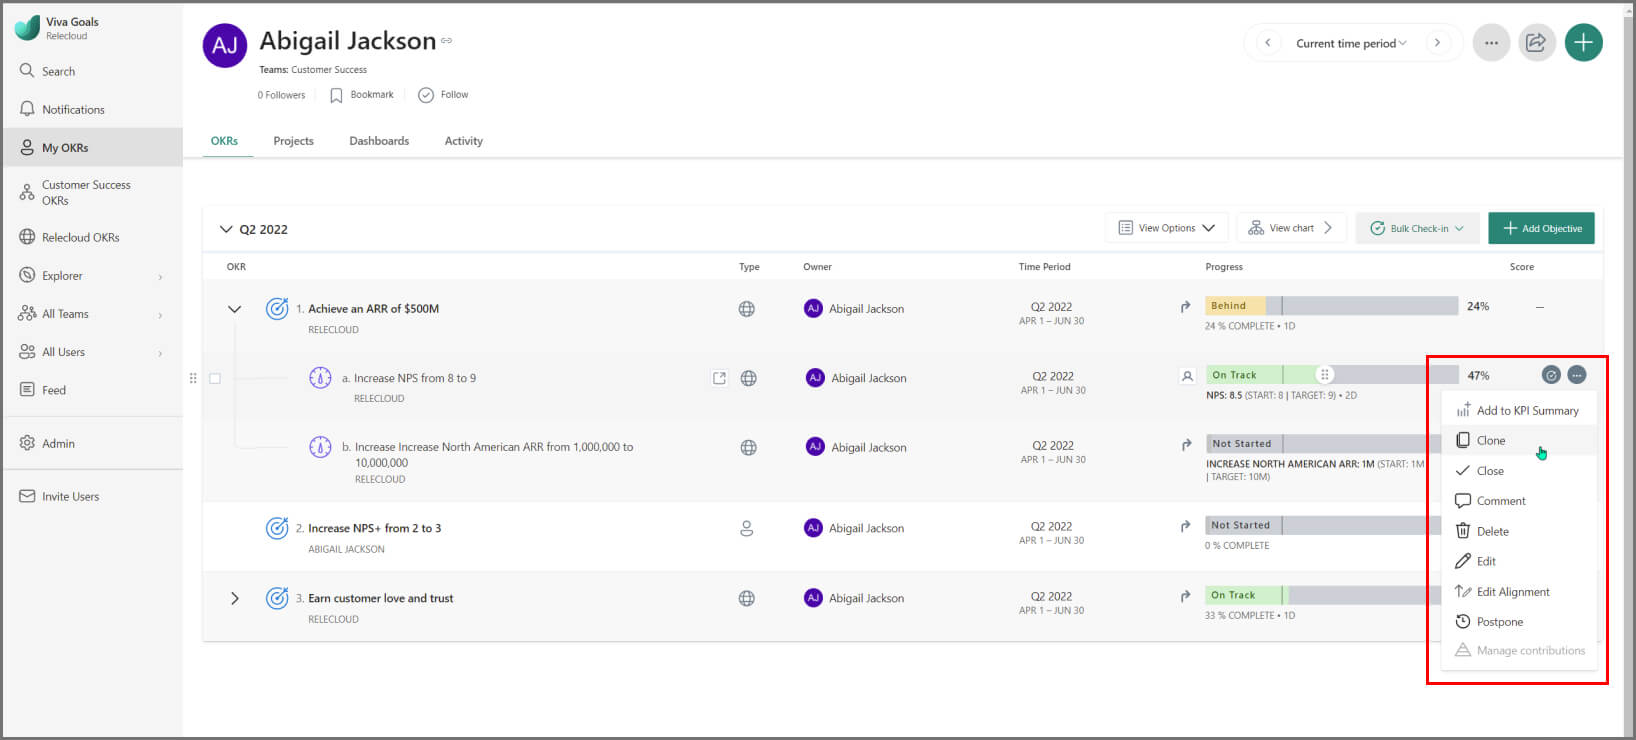 Viva Goals
Relecloud
Search
Notifications
My OKRs
Customer Success
OKRs
Relecloud OKRs
Explorer
All Teams
All Users
Feed
Admin
Invite Users
AJ
Abigail Jackson
Teams: Customer Success
0 Followers
Bookmark
Follow
Current time period
OKRs
Projects
Dashboards
Activity
Q2 2022
View Options
View chart
Bulk Check-in
Add Objective
OKR
Type
Owner
Time Period
Progress
Score
1. Achieve an ARR of $500M
RELECLOUD
AJ Abigail Jackson
Q2 2022
APR 1 – JUN 30
Behind
24%
—
24 % COMPLETE • 1D
a. Increase NPS from 8 to 9
RELECLOUD
AJ Abigail Jackson
Q2 2022
APR 1 – JUN 30
On Track
47%
NPS: 8.5 (START: 8 | TARGET: 9) • 2D
b. Increase Increase North American ARR from 1,000,000 to
10,000,000
RELECLOUD
AJ Abigail Jackson
Q2 2022
APR 1 – JUN 30
Not Started
INCREASE NORTH AMERICAN ARR: 1M (START: 1M
| TARGET: 10M)
2. Increase NPS+ from 2 to 3
ABIGAIL JACKSON
AJ Abigail Jackson
Q2 2022
APR 1 – JUN 30
Not Started
0 % COMPLETE
3. Earn customer love and trust
RELECLOUD
AJ Abigail Jackson
Q2 2022
APR 1 – JUN 30
On Track
33 % COMPLETE • 1D
Add to KPI Summary
Clone
Close
Comment
Delete
Edit
Edit Alignment
Postpone
Manage contributions